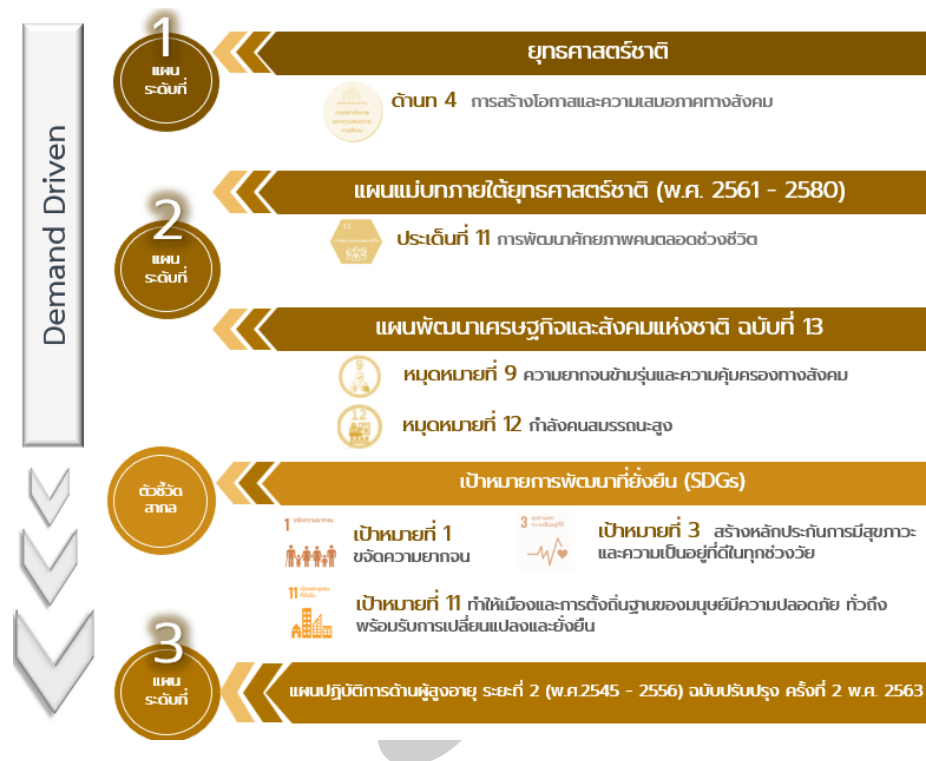 Demand Driven
1
แผน
ระดับที่
ยุทธศาสตร์ชาติ
ด้านท 4 การสร้างโอกาสและความเสมอภาคทางสังคม
2
แผน
ระดับที่
แผนแม่บทภายใต้ยุทธศาสตร์ชาติ (พ.ศ. 2561 - 2580)
11
ประเด็นที่ 11 การพัฒนาศักยภาพคนตลอดช่วงชีวิต
แผนพัฒนาเศรษฐกิจและสังคมแห่งชาติ ฉบับที่ 13
9
หมุดหมายที่ 9 ความยากจนข้ามรุ่นและความคุ้มครองทางสังคม
12
หมุดหมายที่ 12 กำลังคนสมรรถนะสูง
ตัวชี้วัด
สากล
เป้าหมายการพัฒนาที่ยั่งยืน (SDGs)
1 ขจัดความยากจน
เป้าหมายที่ 1
ขจัดความยากจน
3
เป้าหมายที่ 3 สร้างหลักประกันการมีสุขภาวะ
และความเป็นอยู่ที่ดีในทุกช่วงวัย
11
เป้าหมายที่ 11 ทำให้เมืองและการตั้งถิ่นฐานของมนุษย์มีความปลอดภัย ทั่วถึง
พร้อมรับการเปลี่ยนแปลงและยั่งยืน
3
แผน
ระดับที่
แผนปฏิบัติการด้านผู้สูงอายุ ระยะที่ 2 (พ.ศ.2545 - 2556) ฉบับปรับปรุง ครั้งที่ 2 พ.ศ. 2563